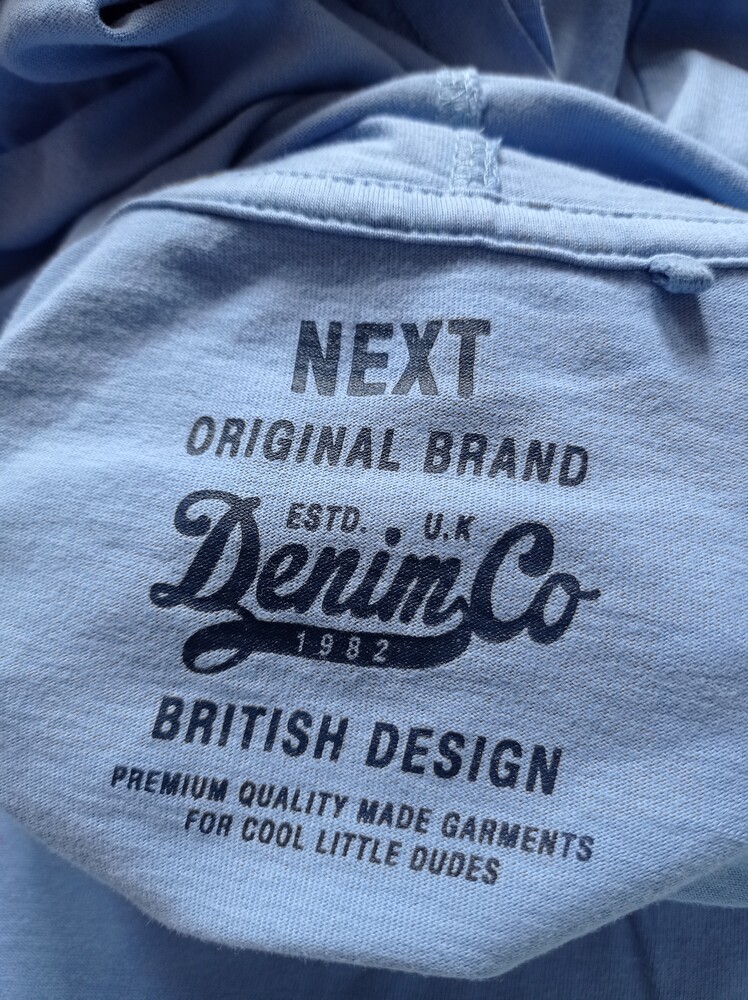 NEXT
ORIGINAL BRAND
ESTD. U.K
DenimCo
1982
BRITISH DESIGN
PREMIUM QUALITY MADE GARMENTS
FOR COOL LITTLE DUDES